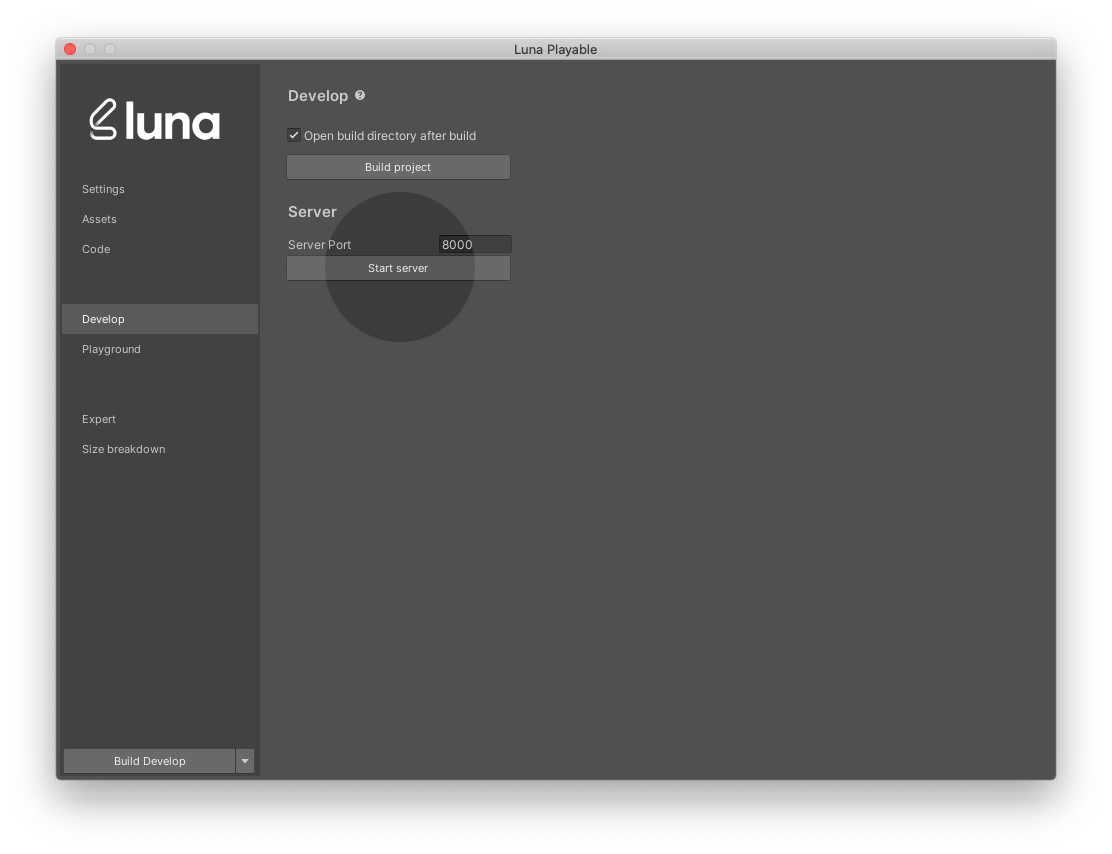 Luna Playable
luna
Settings
Assets
Code
Develop
Playground
Expert
Size breakdown
Build Develop
Develop ?
Open build directory after build
Build project
Server
Server Port 8000
Start server